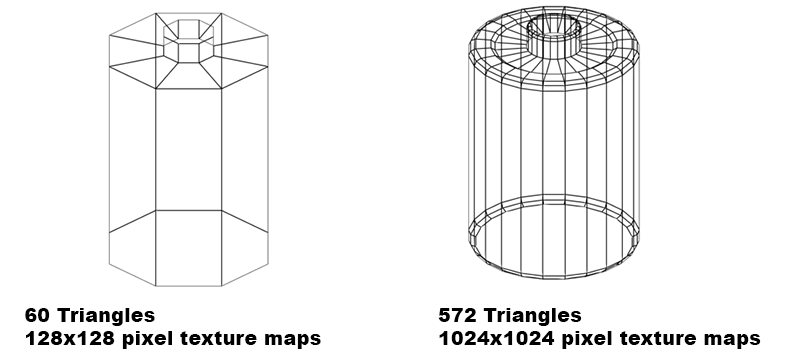 60 Triangles
128x128 pixel texture maps
572 Triangles
1024x1024 pixel texture maps